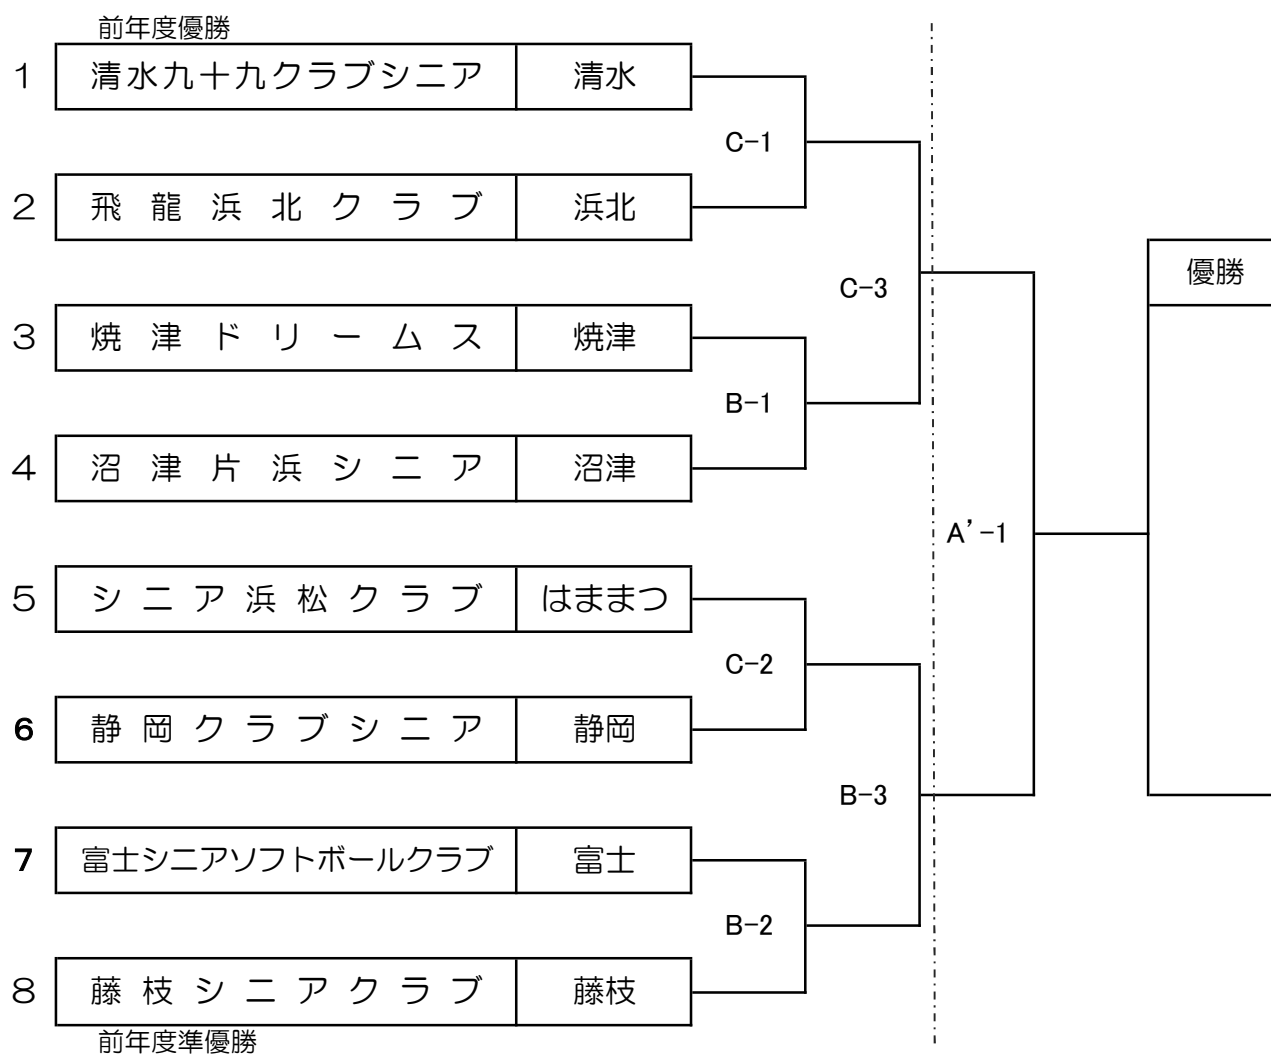 前年度優勝
1 清水九十九クラブシニア 清水
C-1
2 飛龍浜北クラブ 浜北
優勝
C-3
3 焼津ドリームス 焼津
B-1
4 沼津片浜シニア 沼津
A’-1
5 シニア浜松クラブ はままつ
C-2
6 静岡クラブシニア 静岡
B-3
7 富士シニアソフトボールクラブ 富士
B-2
8 藤枝シニアクラブ 藤枝
前年度準優勝